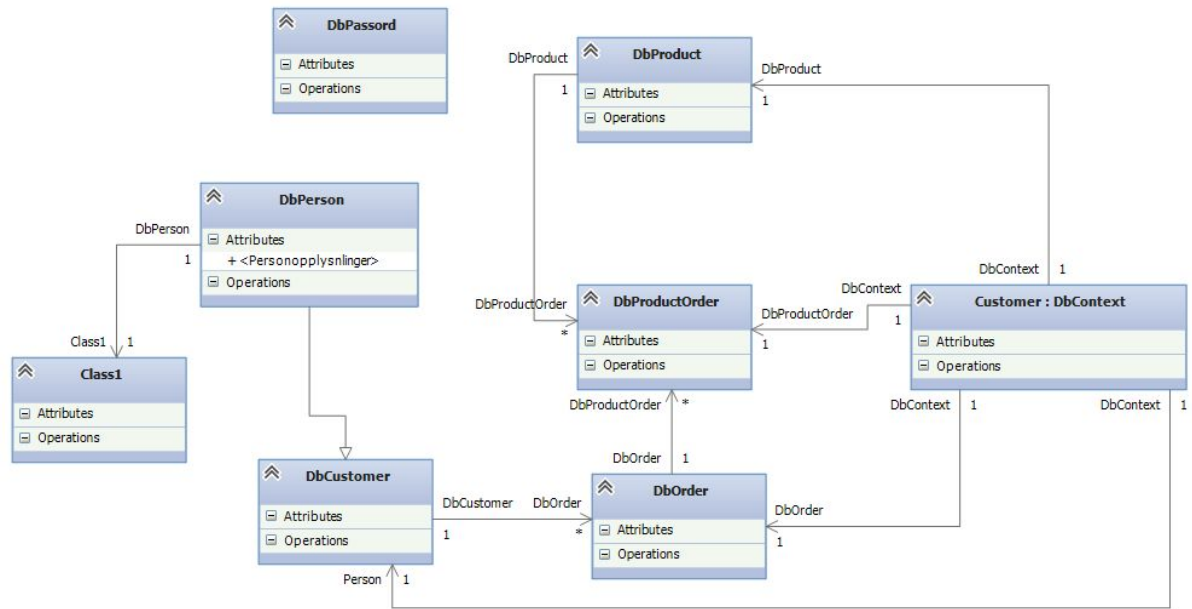 DbPassord
Attributes
Operations
DbProduct
1
DbProduct
Attributes
Operations
DbProduct
1
DbPerson
1
DbPerson
Attributes
+ <Personopplysnlinger>
Operations
Class1
1
Class1
Attributes
Operations
DbProductOrder
*
DbProductOrder
Attributes
Operations
DbProductOrder
1
DbContext
1
DbContext
1
Customer : DbContext
Attributes
Operations
DbContext
1
DbContext
1
DbProductOrder
*
DbOrder
1
DbCustomer
Attributes
Operations
DbCustomer
1
DbOrder
*
DbOrder
Attributes
Operations
DbOrder
1
Person
1